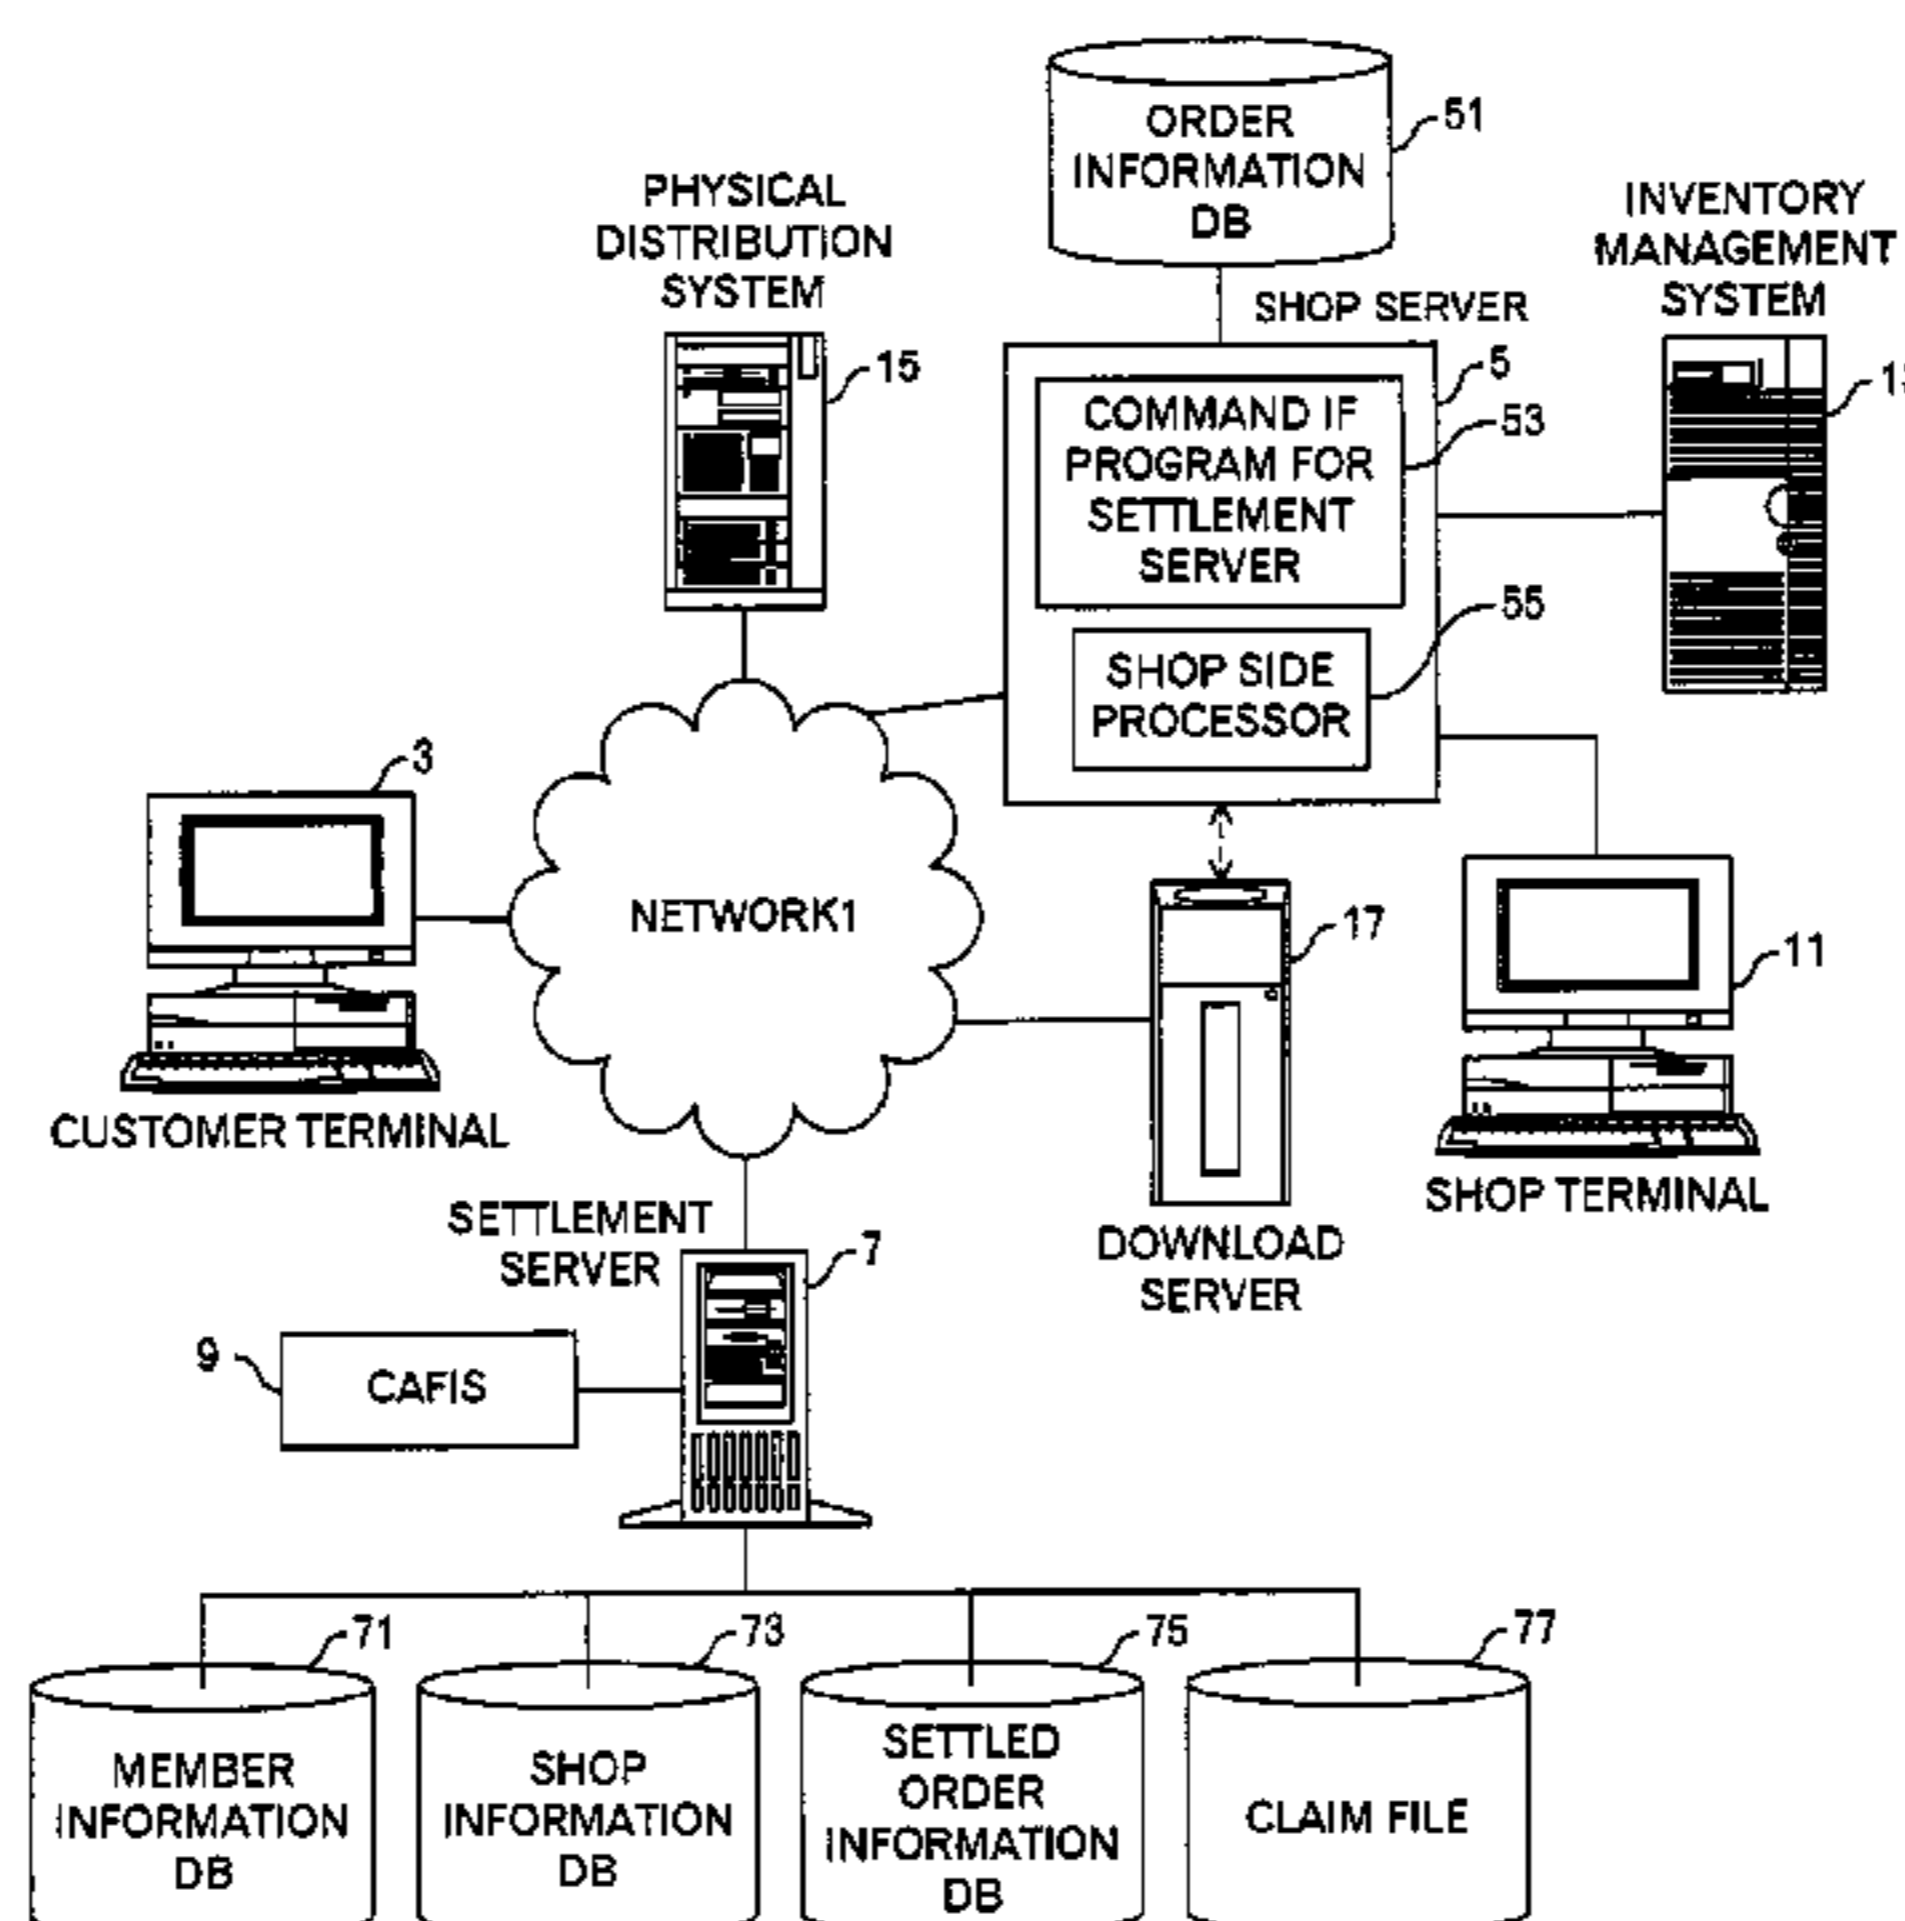 ORDER
INFORMATION
DB
51
PHYSICAL
DISTRIBUTION
SYSTEM
15
SHOP SERVER
5
COMMAND IF
PROGRAM FOR
SETTLEMENT
SERVER
53
SHOP SIDE
PROCESSOR
55
INVENTORY
MANAGEMENT
SYSTEM
3
CUSTOMER TERMINAL
NETWORK1
17
DOWNLOAD
SERVER
11
SHOP TERMINAL
SETTLEMENT
SERVER
7
9
CAFIS
71
MEMBER
INFORMATION
DB
73
SHOP
INFORMATION
DB
75
SETTLED
ORDER
INFORMATION
DB
77
CLAIM FILE